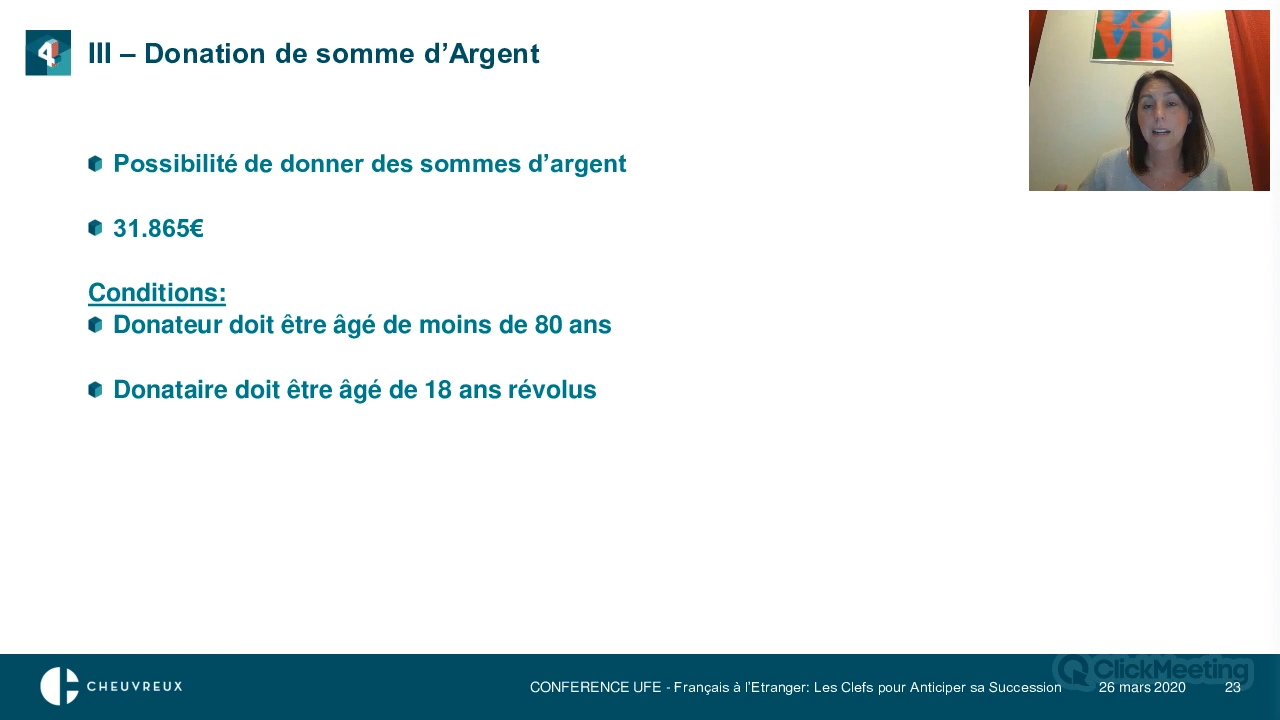 4
III – Donation de somme d’Argent
LOVE
Possibilité de donner des sommes d’argent
31.865€
Conditions:
Donateur doit être âgé de moins de 80 ans
Donataire doit être âgé de 18 ans révolus
CHEUVREUX
CONFERENCE UFE - Français à l’Etranger: Les Clefs pour Anticiper sa Succession
26 mars 2020
23
ClickMeeting